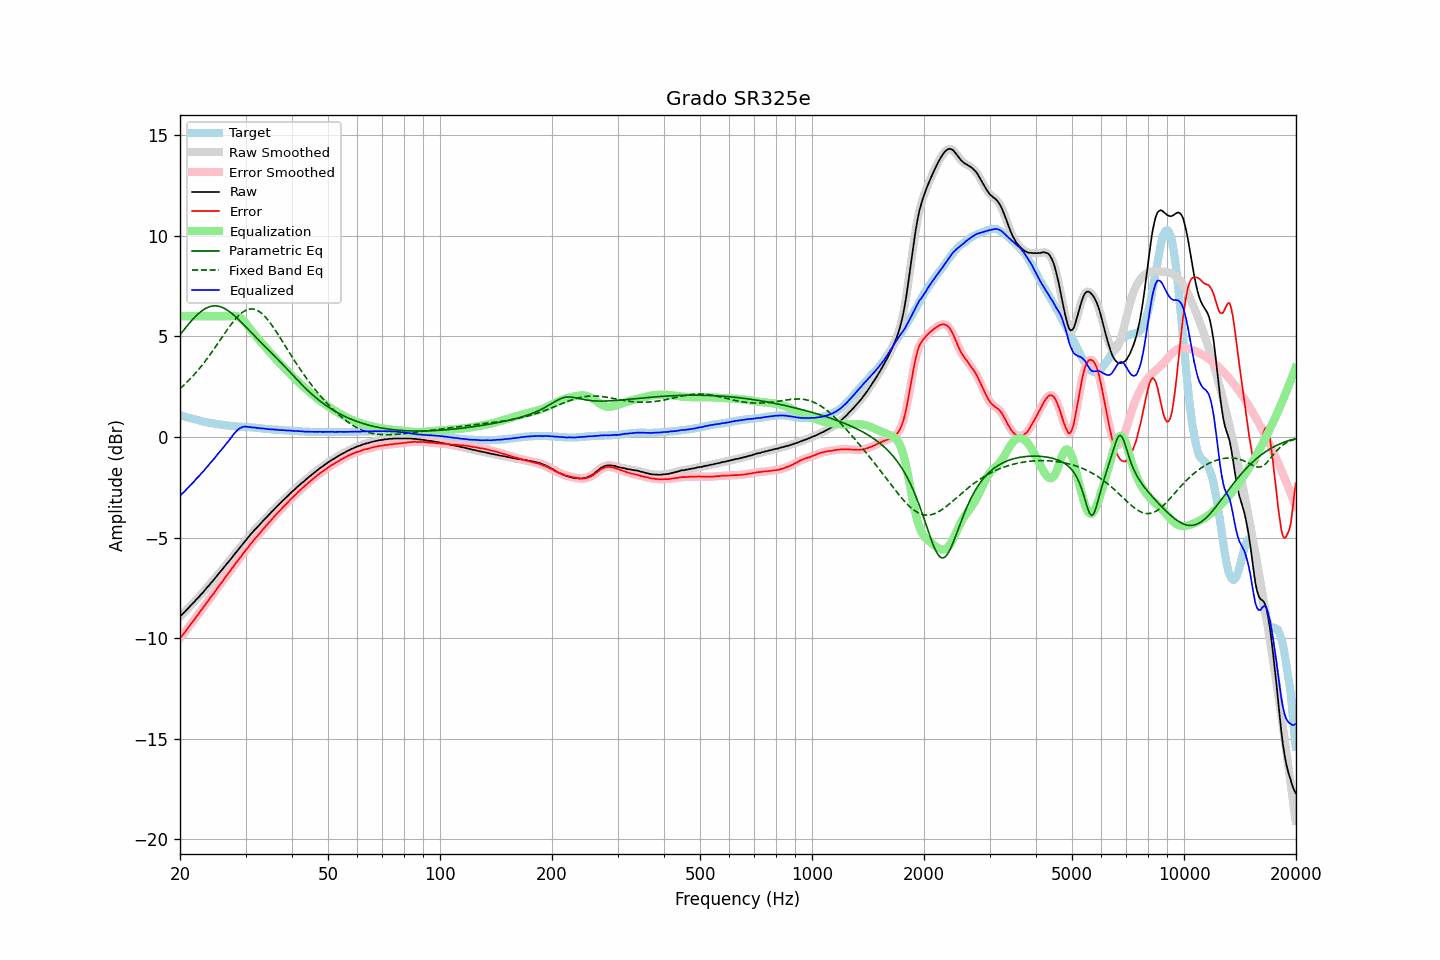 Grado SR325e
Target
Raw Smoothed
Error Smoothed
Raw
Error
Equalization
Parametric Eq
Fixed Band Eq
Equalized
Amplitude (dBr)
15
10
5
0
−5
−10
−15
−20
20 50 100 200 500 1000 2000 5000 10000 20000
Frequency (Hz)